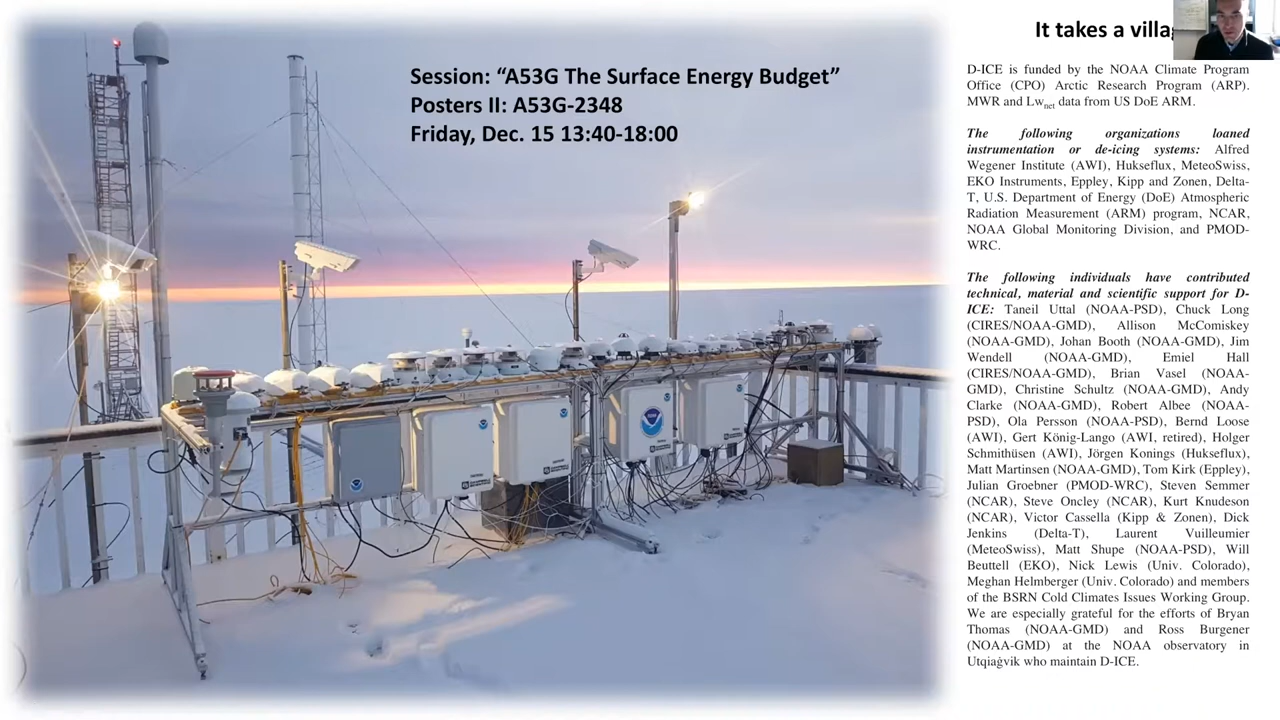 Session: “A53G The Surface Energy Budget”
Posters II: A53G-2348
Friday, Dec. 15 13:40-18:00
It takes a
D-ICE is funded by the NOAA Climate Program
Office (CPO) Arctic Research Program (ARP).
MWR and Lwnet data from US DoE ARM.
The following organizations loaned
instrumentation or de-icing systems: Alfred
Wegener Institute (AWI), Hukseflux, MeteoSwiss,
EKO Instruments, Eppley, Kipp and Zonen, Delta-
T, U.S. Department of Energy (DoE) Atmospheric
Radiation Measurement (ARM) program, NCAR,
NOAA Global Monitoring Division, and PMOD-
WRC.
The following individuals have contributed
technical, material and scientific support for D-
ICE: Taneil Uttal (NOAA-PSD), Chuck Long
(CIRES/NOAA-GMD), Allison McComiskey
(NOAA-GMD), Johan Booth (NOAA-GMD), Jim
Wendell (NOAA-GMD), Emiel Hall
(CIRES/NOAA-GMD), Brian Vasel (NOAA-
GMD), Christine Schultz (NOAA-GMD), Andy
Clarke (NOAA-GMD), Robert Albee (NOAA-
PSD), Ola Persson (NOAA-PSD), Bernd Loose
(AWI), Gert König-Lango (AWI, retired), Holger
Schmithüsen (AWI), Jörgen Konings (Hukseflux),
Matt Martinsen (NOAA-GMD), Tom Kirk (Eppley),
Julian Groebner (PMOD-WRC), Steven Semmer
(NCAR), Steve Oncley (NCAR), Kurt Knudeson
(NCAR), Victor Cassella (Kipp & Zonen), Dick
Jenkins (Delta-T), Laurent Vuilleumier
(MeteoSwiss), Matt Shupe (NOAA-PSD), Will
Beuttell (EKO), Nick Lewis (Univ. Colorado),
Meghan Helmberger (Univ. Colorado) and members
of the BSRN Cold Climates Issues Working Group.
We are especially grateful for the efforts of Bryan
Thomas (NOAA-GMD) and Ross Burgener
(NOAA-GMD) at the NOAA observatory in
Utqiaġvik who maintain D-ICE.